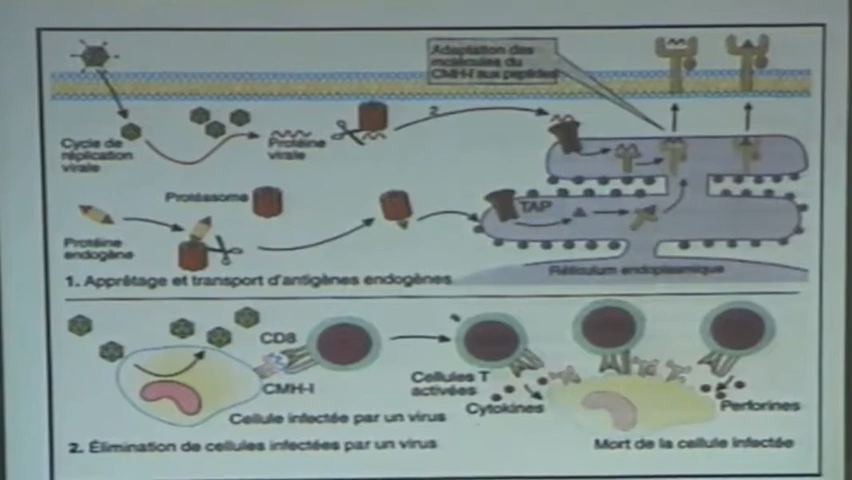 Adaptation des
molécules du
CMH-I aux peptides
2
Cycle de
réplication
virale
Protéine
virale
Protéasome
TAP
Protéine
endogène
Réticulum endoplasmique
1. Apprêtage et transport d'antigènes endogènes
CD8
CMH-I
Cellules T
activées
Cytokines
Perforines
Cellule infectée par un virus
2. Élimination de cellules infectées par un virus
Mort de la cellule infectée